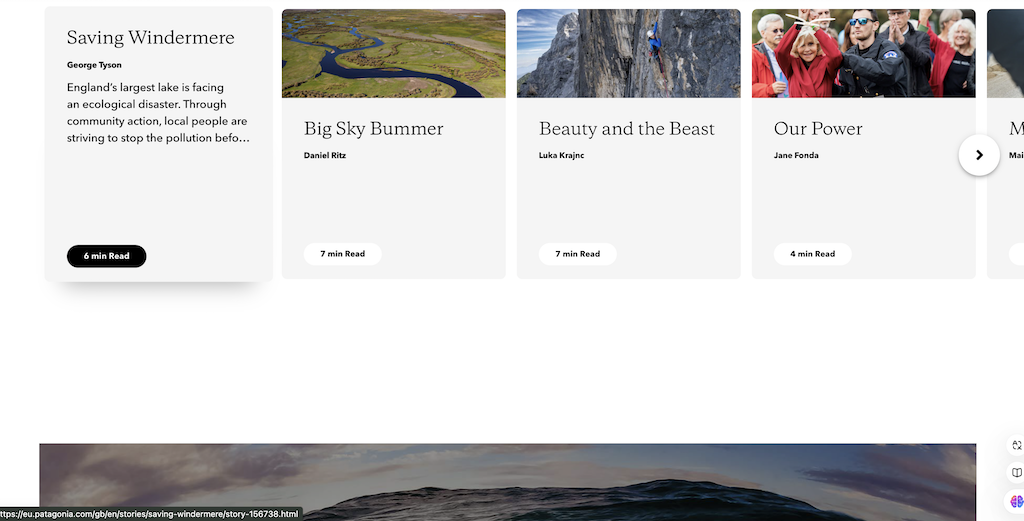 Saving Windermere
George Tyson
England's largest lake is facing
an ecological disaster. Through
community action, local people are
striving to stop the pollution befo…
6 min Read
Big Sky Bummer
Daniel Ritz
7 min Read
Beauty and the Beast
Luka Krajnc
7 min Read
Our Power
Jane Fonda
4 min Read
M
Mai
ttps://eu.patagonia.com/gb/en/stories/saving-windermere/story-156738.html